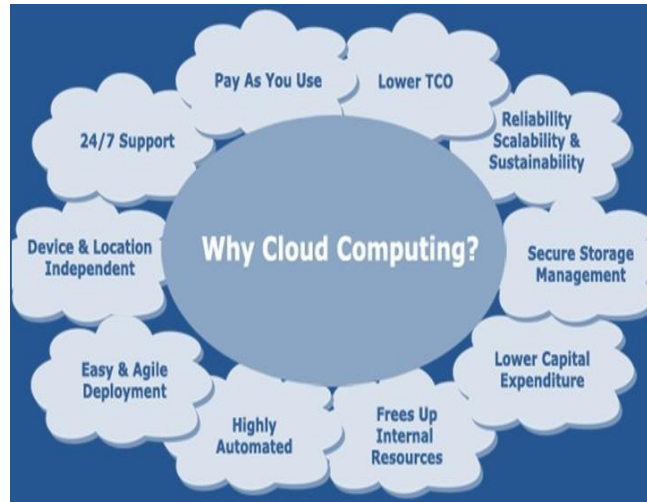 Why Cloud Computing?
Pay As You Use
Lower TCO
Reliability
Scalability &
Sustainability
Secure Storage
Management
Lower Capital
Expenditure
Frees Up
Internal
Resources
Highly
Automated
Easy & Agile
Deployment
Device & Location
Independent
24/7 Support